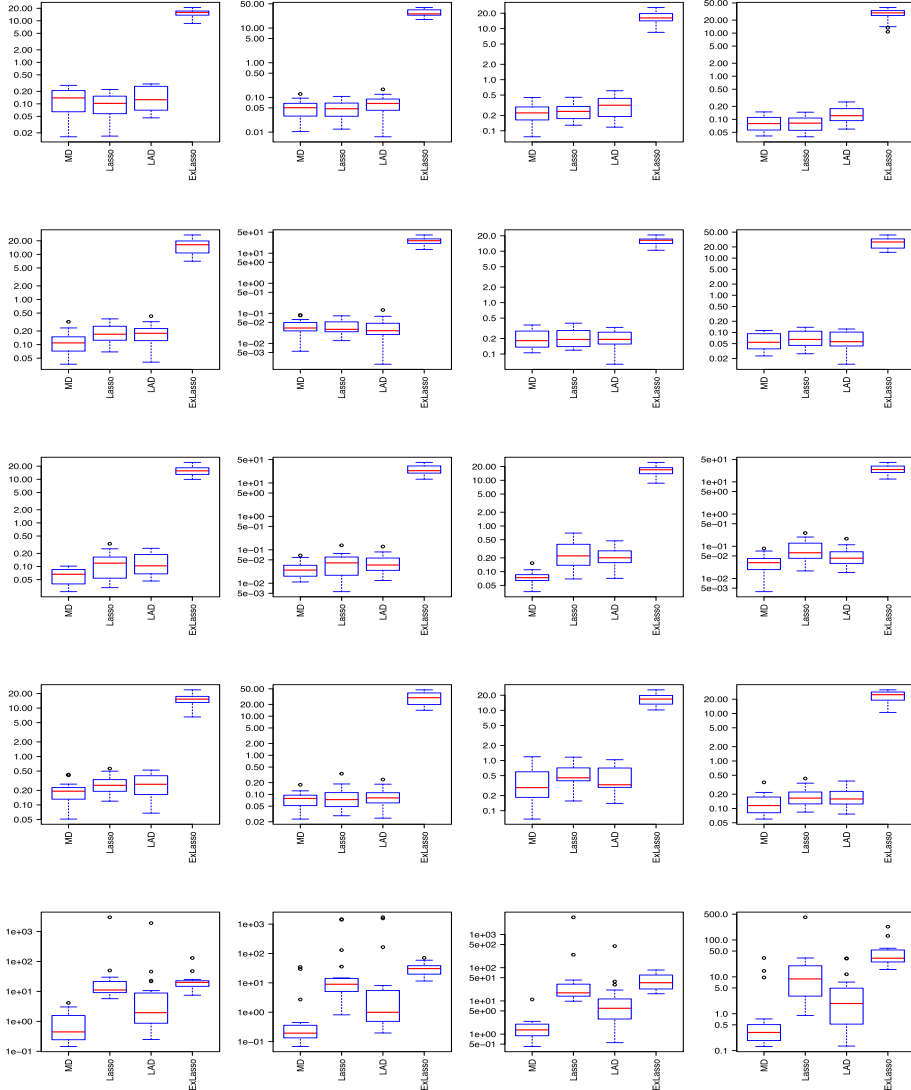 20.00
10.00
5.00
2.00
1.00
0.50
0.20
0.10
0.05
0.02
MD
Lasso
LAD
ExLasso
50.00
10.00
5.00
1.00
0.50
0.10
0.05
0.01
MD
Lasso
LAD
ExLasso
20.0
10.0
5.0
2.0
1.0
0.5
0.2
0.1
MD
Lasso
LAD
ExLasso
50.00
20.00
10.00
5.00
2.00
1.00
0.50
0.20
0.10
0.05
MD
Lasso
LAD
ExLasso
20.00
10.00
5.00
2.00
1.00
0.50
0.20
0.10
0.05
MD
Lasso
LAD
ExLasso
5e+01
1e+01
5e+00
1e+00
5e-01
1e-01
5e-02
1e-02
5e-03
MD
Lasso
LAD
ExLasso
20.0
10.0
5.0
2.0
1.0
0.5
0.2
0.1
MD
Lasso
LAD
ExLasso
50.00
20.00
10.00
5.00
2.00
1.00
0.50
0.20
0.10
0.05
0.02
MD
Lasso
LAD
ExLasso
20.00
10.00
5.00
2.00
1.00
0.50
0.20
0.10
0.05
MD
Lasso
LAD
ExLasso
5e+01
1e+01
5e+00
1e+00
5e-01
1e-01
5e-02
1e-02
5e-03
MD
Lasso
LAD
ExLasso
20.00
10.00
5.00
2.00
1.00
0.50
0.20
0.10
0.05
MD
Lasso
LAD
ExLasso
5e+01
1e+01
5e+00
1e+00
5e-01
1e-01
5e-02
1e-02
5e-03
MD
Lasso
LAD
ExLasso
20.00
10.00
5.00
2.00
1.00
0.50
0.20
0.10
0.05
MD
Lasso
LAD
ExLasso
50.00
20.00
10.00
5.00
2.00
1.00
0.50
0.20
0.10
0.05
0.02
MD
Lasso
LAD
ExLasso
20.0
10.0
5.0
2.0
1.0
0.5
0.2
0.1
MD
Lasso
LAD
ExLasso
20.00
10.00
5.00
2.00
1.00
0.50
0.20
0.10
0.05
MD
Lasso
LAD
ExLasso
1e+03
1e+02
1e+01
1e+00
1e-01
MD
Lasso
LAD
ExLasso
1e+03
1e+02
1e+01
1e+00
1e-01
MD
Lasso
LAD
ExLasso
1e+03
5e+02
1e+02
5e+01
1e+01
5e+00
1e+00
5e-01
MD
Lasso
LAD
ExLasso
500.0
100.0
50.0
10.0
5.0
1.0
0.5
0.1
MD
Lasso
LAD
ExLasso